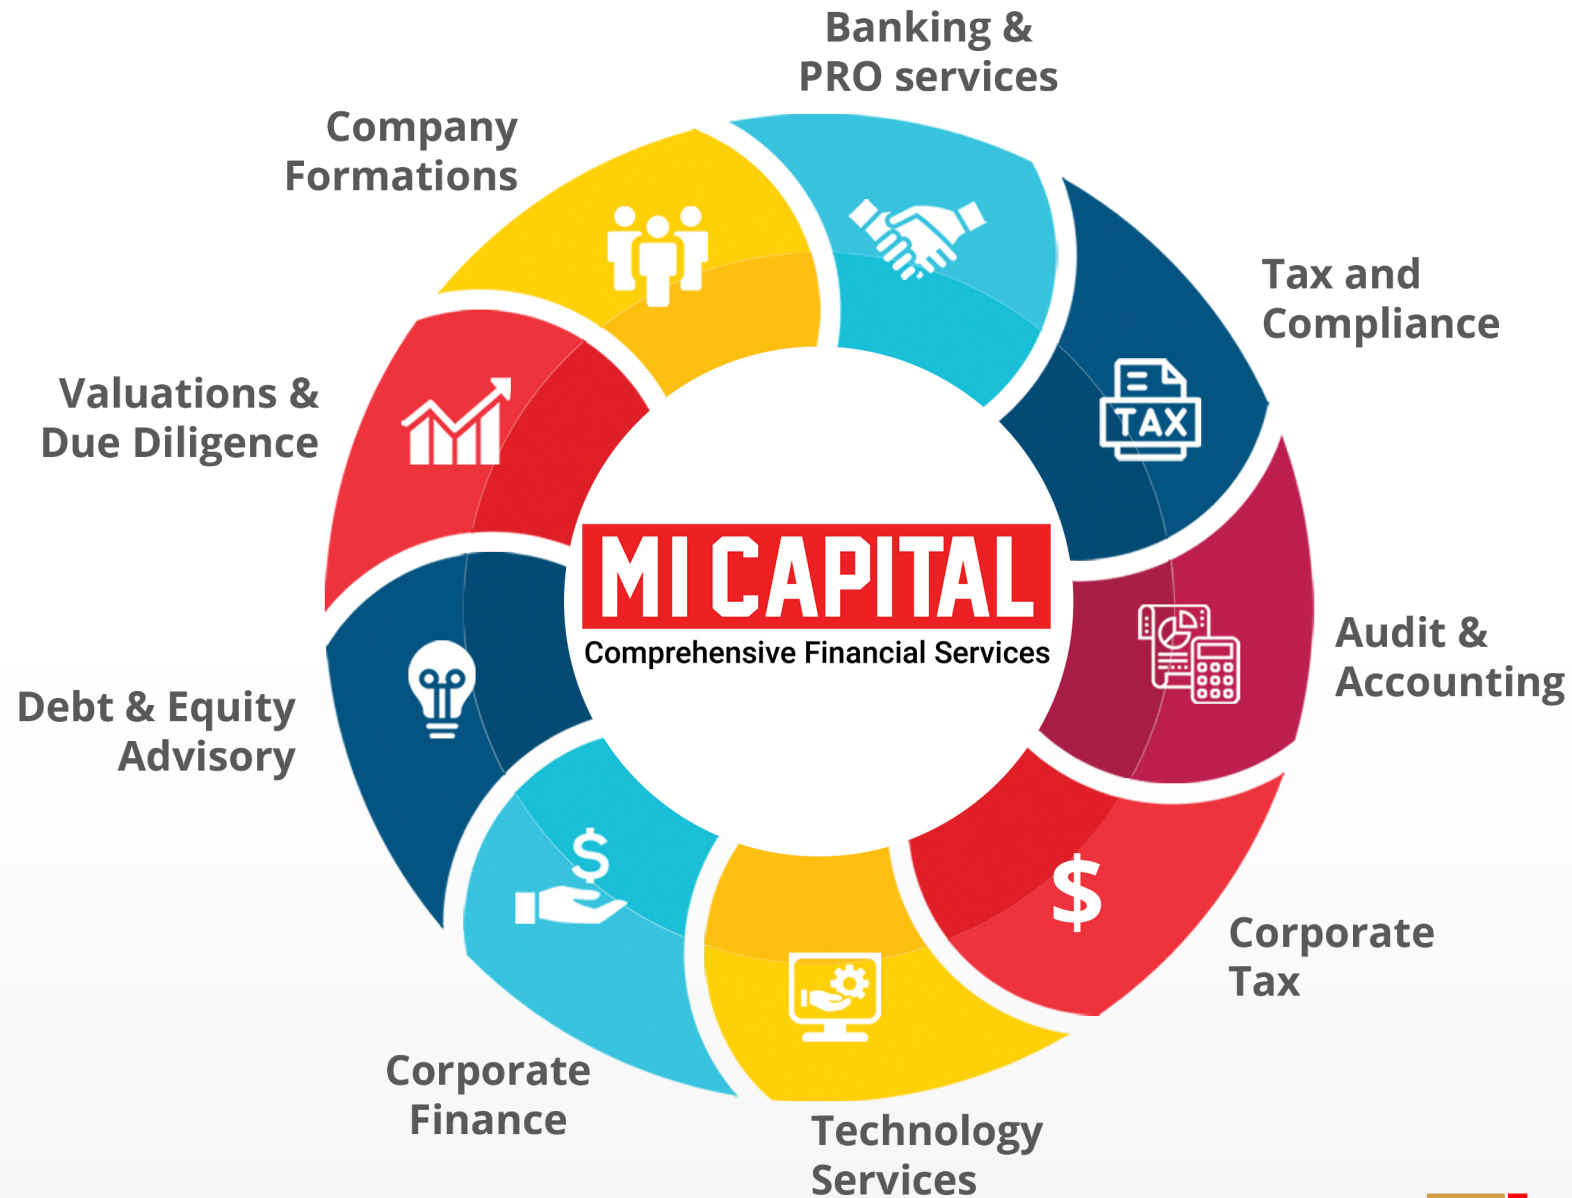 Banking &
PRO services
Company
Formations
Tax and
Compliance
TAX
Valuations &
Due Diligence
MI CAPITAL
Comprehensive Financial Services
Audit &
Accounting
Debt & Equity
Advisory
$
$
Corporate
Tax
Corporate
Finance
Technology
Services